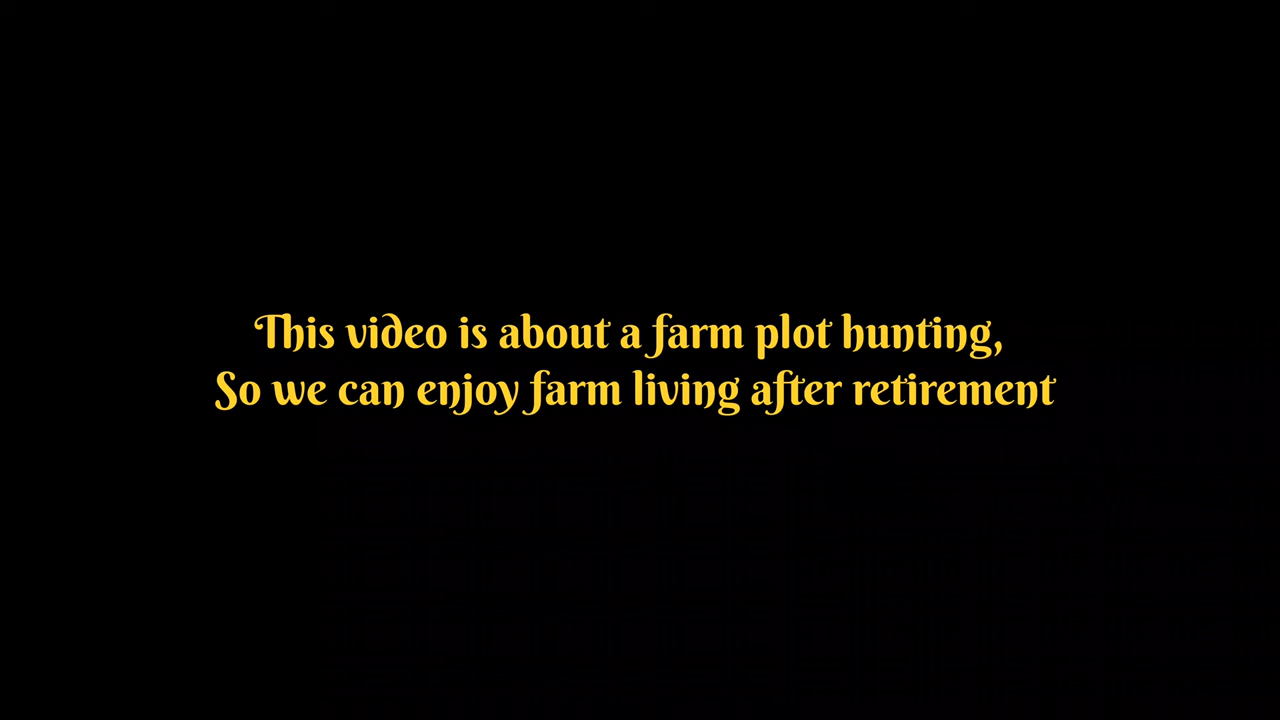 This video is about a farm plot hunting,
So we can enjoy farm living after retirement